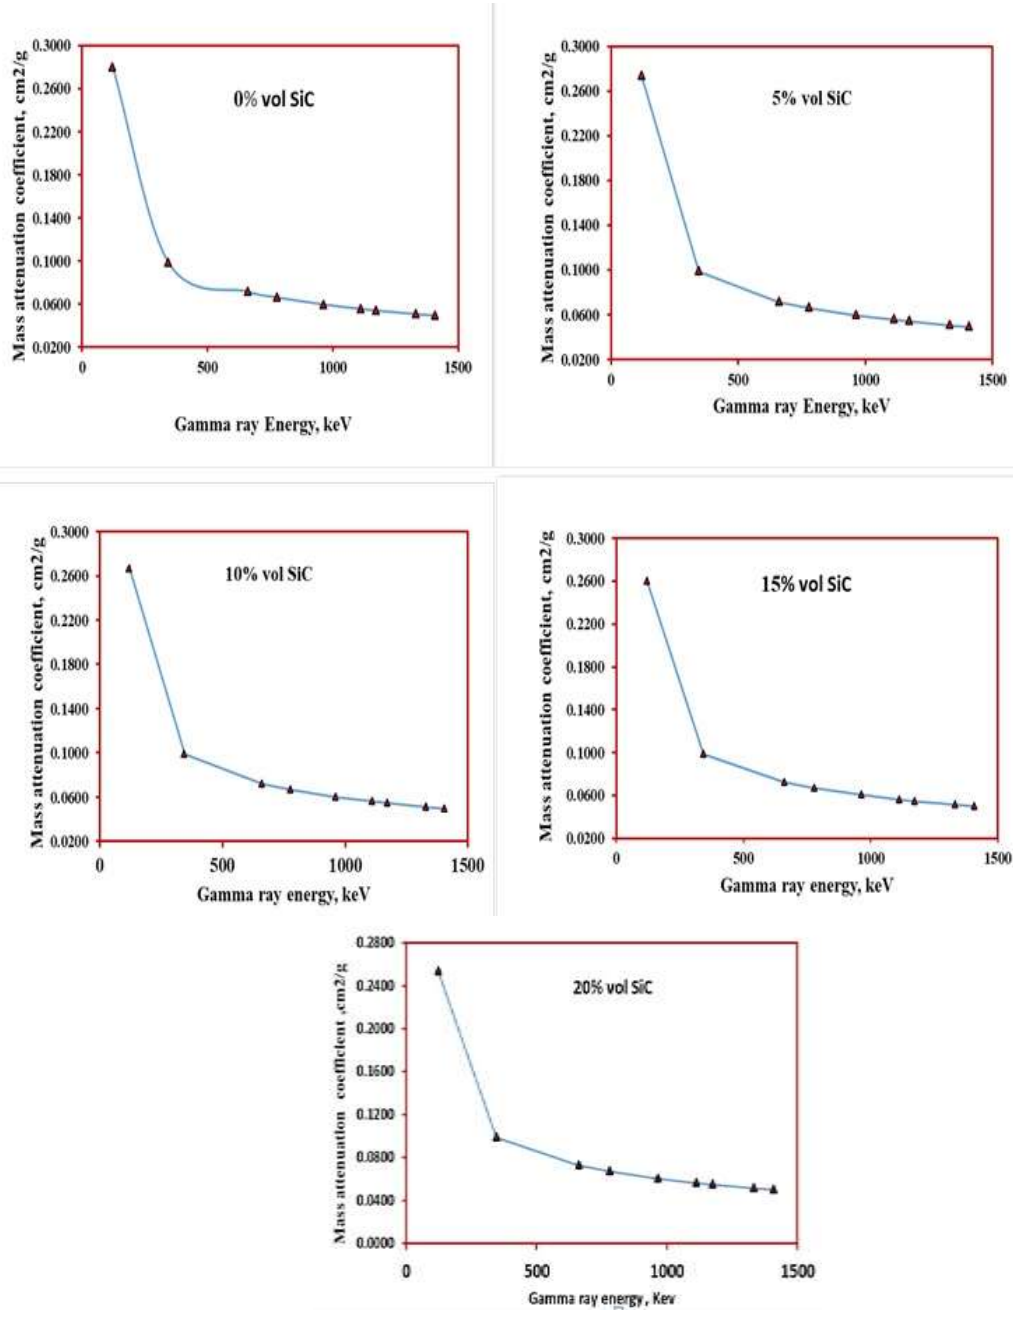 Mass attenuation coefficient, cm2/g
0% vol SiC
0.3000
0.2600
0.2200
0.1800
0.1400
0.1000
0.0600
0.0200
0 500 1000 1500
Gamma ray Energy, keV
Mass attenuation coefficient, cm2/g
5% vol SiC
0.3000
0.2600
0.2200
0.1800
0.1400
0.1000
0.0600
0.0200
0 500 1000 1500
Gamma ray Energy, keV
Mass attenuation coefficient, cm2/g
10% vol SiC
0.3000
0.2600
0.2200
0.1800
0.1400
0.1000
0.0600
0.0200
0 500 1000 1500
Gamma ray energy, keV
Mass attenuation coefficient, cm2/g
15% vol SiC
0.3000
0.2600
0.2200
0.1800
0.1400
0.1000
0.0600
0.0200
0 500 1000 1500
Gamma ray energy, keV
Mass attenuation coefficient ,cm2/g
20% vol SiC
0.2800
0.2400
0.2000
0.1600
0.1200
0.0800
0.0400
0.0000
0 500 1000 1500
Gamma ray energy, Kev